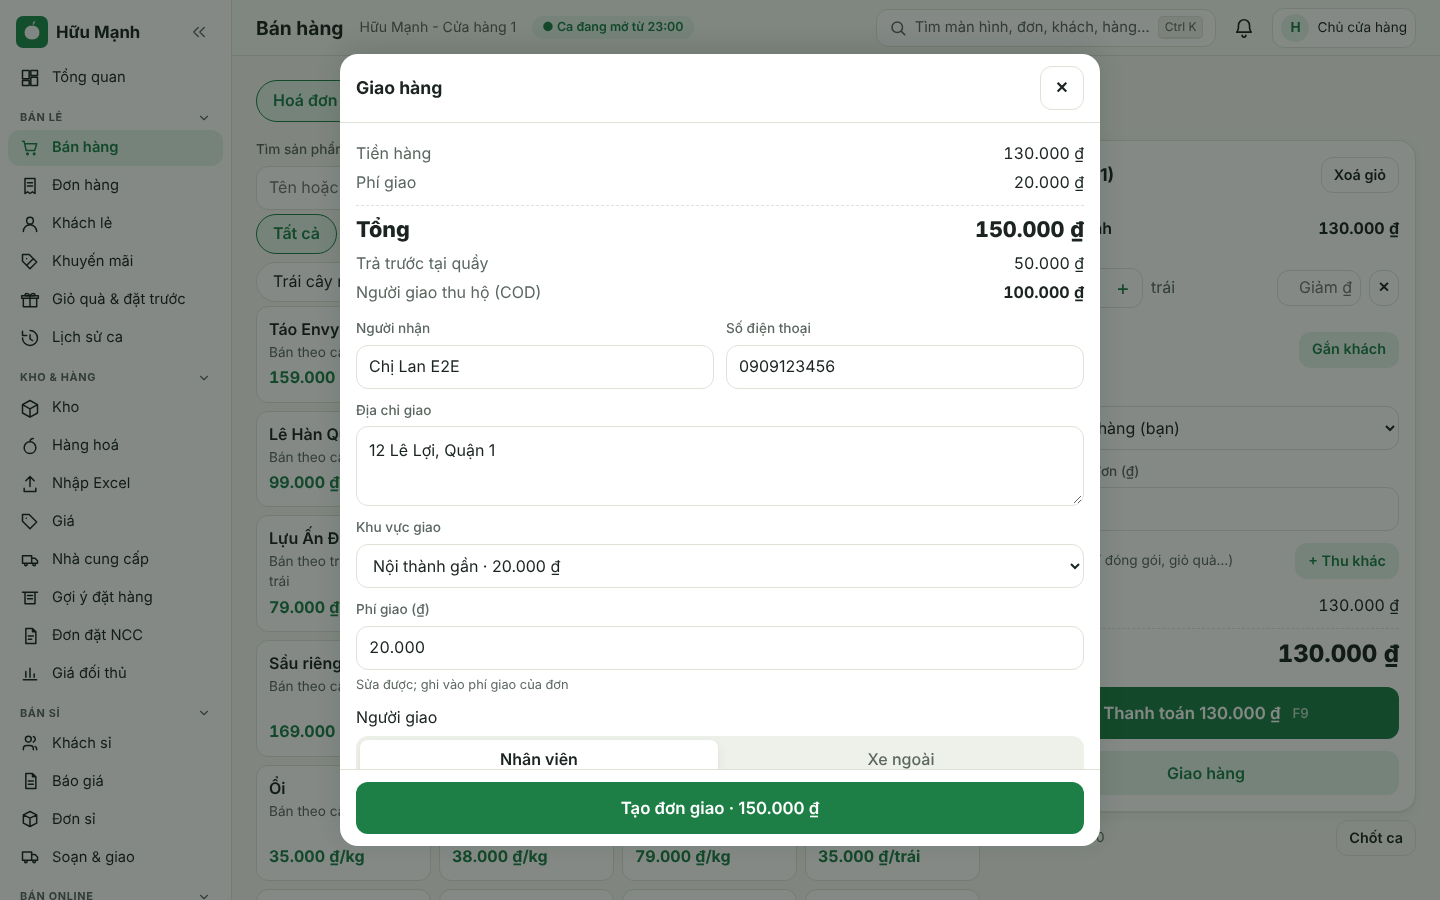 Hữu Mạnh
Tổng quan
BÁN LẺ
Bán hàng
Đơn hàng
Khách lẻ
Khuyến mãi
Giỏ quà & đặt trước
Lịch sử ca
KHO & HÀNG
Kho
Hàng hoá
Nhập Excel
Giá
Nhà cung cấp
Gợi ý đặt hàng
Đơn đặt NCC
Giá đối thủ
BÁN SỈ
Khách sỉ
Báo giá
Đơn sỉ
Soạn & giao
BÁN ONLINE
Bán hàng
Hữu Mạnh - Cửa hàng 1
Ca đang mở từ 23:00
Tìm màn hình, đơn, khách, hàng...
Ctrl K
H
Chủ cửa hàng
Hoá đơn
Tìm sản phẩm
Tên hoặc
Tất cả
Trái cây
Táo Envy
Bán theo
159.000
Lê Hàn
Bán theo
99.000 ₫
Lựu Ấn
Bán theo
trái
79.000 ₫
Sầu riêng
Bán theo
169.000
Ổi
Bán theo
35.000 ₫/kg
38.000 ₫/kg
79.000 ₫/kg
35.000 ₫/trái
Giao hàng
×
Tiền hàng
130.000 ₫
Phí giao
20.000 ₫
Tổng
150.000 ₫
Trả trước tại quầy
50.000 ₫
Người giao thu hộ (COD)
100.000 ₫
Người nhận
Số điện thoại
Chị Lan E2E
0909123456
Địa chỉ giao
12 Lê Lợi, Quận 1
Khu vực giao
Nội thành gần · 20.000 ₫
Phí giao (₫)
20.000
Sửa được; ghi vào phí giao của đơn
Người giao
Nhân viên
Xe ngoài
Tạo đơn giao · 150.000 ₫
1)
Xoá giỏ
130.000 ₫
+
trái
Giảm ₫
×
Gắn khách
hàng (bạn)
(₫)
đóng gói, giỏ quà...)
+ Thu khác
130.000 ₫
130.000 ₫
Thanh toán 130.000 ₫ F9
Giao hàng
Chốt ca